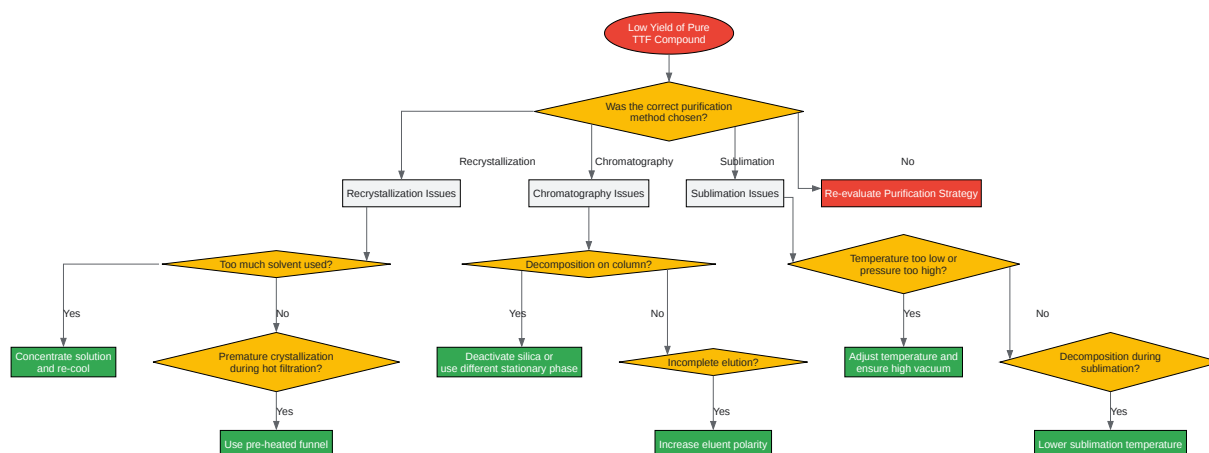 Low Yield of Pure
TTF Compound
Was the correct purification
method chosen?
Recrystallization
Chromatography
Sublimation
No
Recrystallization Issues
Chromatography Issues
Sublimation Issues
Re-evaluate Purification Strategy
Too much solvent used?
Decomposition on column?
Temperature too low or
pressure too high?
Yes
No
Yes
No
Yes
No
Concentrate solution
and re-cool
Premature crystallization
during hot filtration?
Deactivate silica or
use different stationary phase
Incomplete elution?
Adjust temperature and
ensure high vacuum
Decomposition during
sublimation?
Yes
Yes
Yes
Use pre-heated funnel
Increase eluent polarity
Lower sublimation temperature